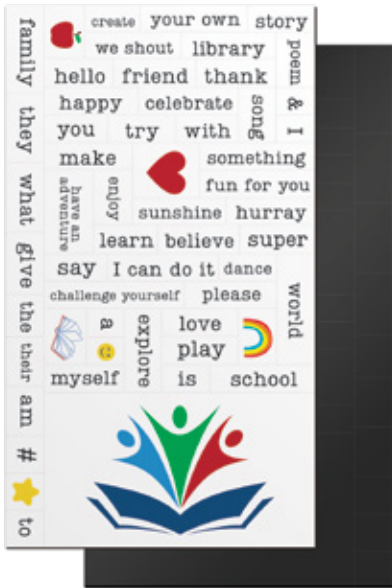 create your own story
we shout library
hello friend thank
happy celebrate
you try with
make something
fun for you
sunshine hurray
learn believe super
say I can do it dance
challenge yourself please
a love
play
myself is school
family they what give the their am # to
poem & I
song
have an
adventure
enjoy
explore
world